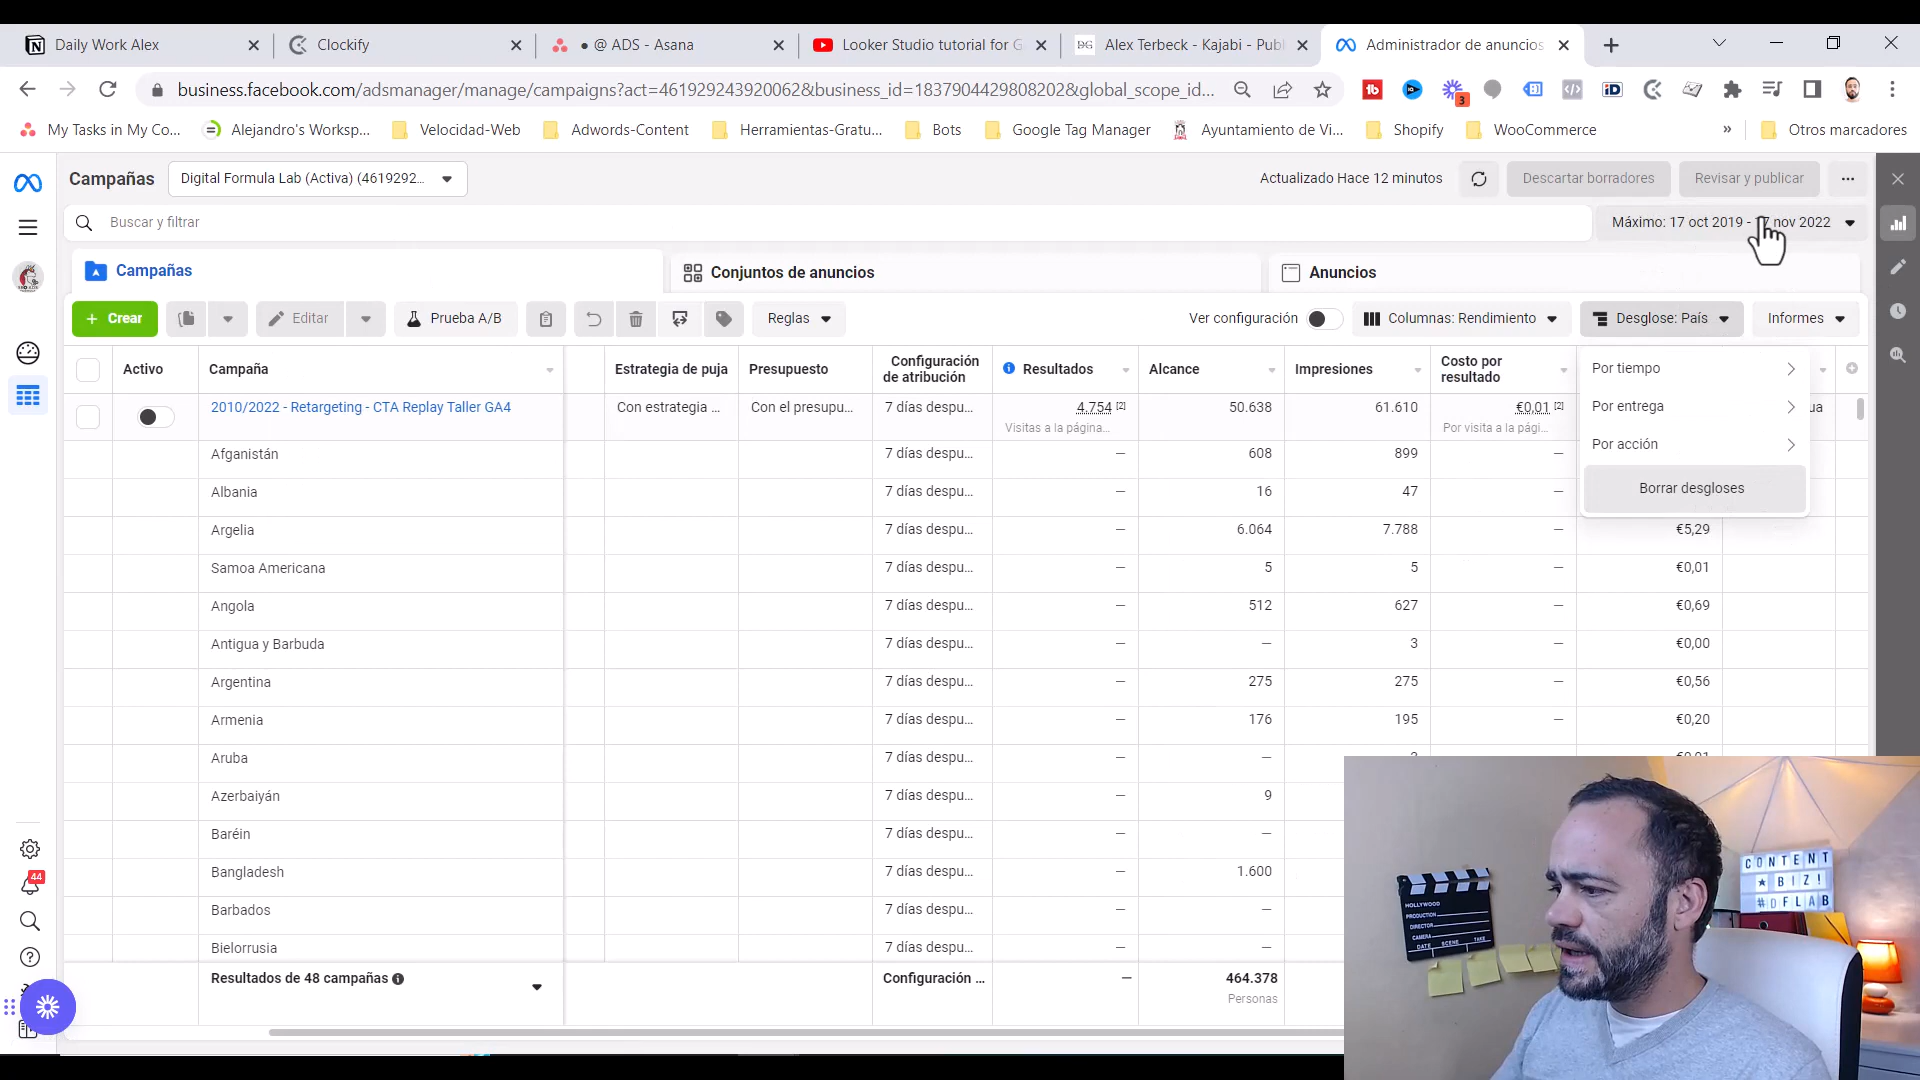 Daily Work Alex
Clockify
● @ ADS - Asana
Looker Studio tutorial for G
Alex Terbeck - Kajabi - Publ
Administrador de anuncios
business.facebook.com/adsmanager/manage/campaigns?act=461929243920062&business_id=1837904429808202&global_scope_id...
3
My Tasks in My Co...
Alejandro's Worksp...
Velocidad-Web
Adwords-Content
Herramientas-Gratu...
Bots
Google Tag Manager
Ayuntamiento de Vi...
Shopify
WooCommerce
»
Otros marcadores
Campañas
Digital Formula Lab (Activa) (4619292...
Actualizado Hace 12 minutos
Descartar borradores
Revisar y publicar
Buscar y filtrar
Máximo: 17 oct 2019 - 17 nov 2022
Campañas
Conjuntos de anuncios
Anuncios
+ Crear
Editar
Prueba A/B
Reglas
Ver configuración
Columnas: Rendimiento
Desglose: País
Informes
Activo
Campaña
Estrategia de puja
Presupuesto
Configuración
de atribución
Resultados
Alcance
Impresiones
Costo por
resultado
Por tiempo
Por entrega
Por acción
Borrar desgloses
2010/2022 - Retargeting - CTA Replay Taller GA4
Con estrategia ...
Con el presupu...
7 días despu...
4.754 [2]
Visitas a la página...
50.638
61.610
€0,01 [2]
Por visita a la pági...
ua
Afganistán 7 días despu... — 608 899 —
Albania 7 días despu... — 16 47 —
Argelia 7 días despu... — 6.064 7.788 — €5,29
Samoa Americana 7 días despu... — 5 5 — €0,01
Angola 7 días despu... — 512 627 — €0,69
Antigua y Barbuda 7 días despu... — — 3 — €0,00
Argentina 7 días despu... — 275 275 — €0,56
Armenia 7 días despu... — 176 195 — €0,20
Aruba 7 días despu... — —
Azerbaiyán 7 días despu... — 9
Baréin 7 días despu... — —
Bangladesh 7 días despu... — 1.600
Barbados 7 días despu... — —
Bielorrusia 7 días despu... — —
Resultados de 48 campañas
Configuración ...
—
464.378
Personas
44
HOLLYWOOD
PRODUCTION
DIRECTOR
CAMERA
DATE SCENE TAKE
CONTENT
★ BIZ!
#DFLAB